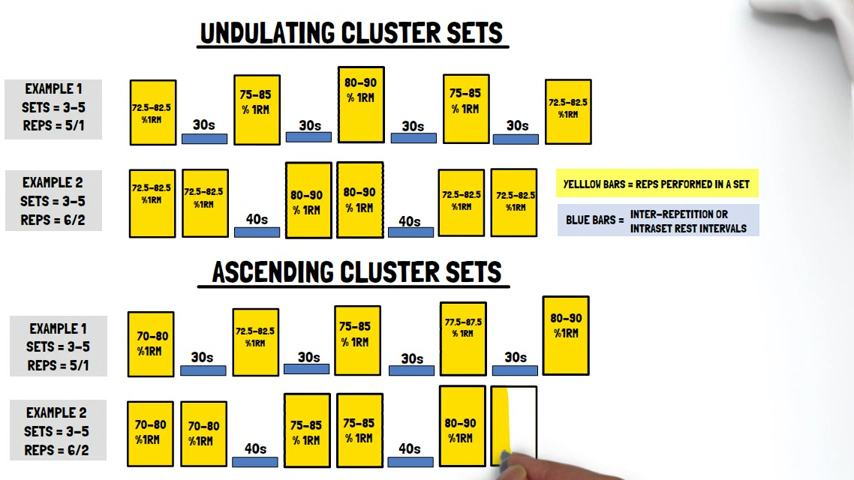 UNDULATING CLUSTER SETS
EXAMPLE 1
SETS = 3-5
REPS = 5/1
72.5-82.5
%1RM
30s
75-85
% 1RM
30s
80-90
% 1RM
30s
75-85
% 1RM
30s
72.5-82.5
%1RM
EXAMPLE 2
SETS = 3-5
REPS = 6/2
72.5-82.5
%1RM
72.5-82.5
%1RM
40s
80-90
% 1RM
80-90
% 1RM
40s
72.5-82.5
%1RM
72.5-82.5
%1RM
YELLLOW BARS = REPS PERFORMED IN A SET
BLUE BARS = INTER-REPETITION OR
INTRASET REST INTERVALS
ASCENDING CLUSTER SETS
EXAMPLE 1
SETS = 3-5
REPS = 5/1
70-80
%1RM
30s
72.5-82.5
%1RM
30s
75-85
%1RM
30s
77.5-87.5
%1RM
30s
80-90
%1RM
EXAMPLE 2
SETS = 3-5
REPS = 6/2
70-80
%1RM
70-80
%1RM
40s
75-85
%1RM
75-85
%1RM
40s
80-90
%1RM